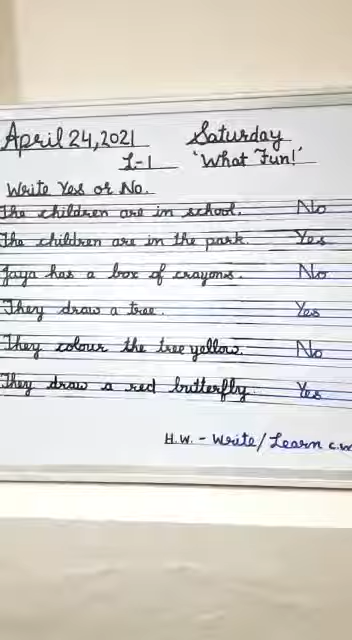 April 24, 2021 Saturday
L-1 'What Fun!'
Write Yes or No.
The children are in school. No
The children are in the park. Yes
Jaya has a box of crayons. No
They draw a tree. Yes
They colour the tree yellow. No
They draw a red butterfly. Yes
H.W. - Write/Learn c.w